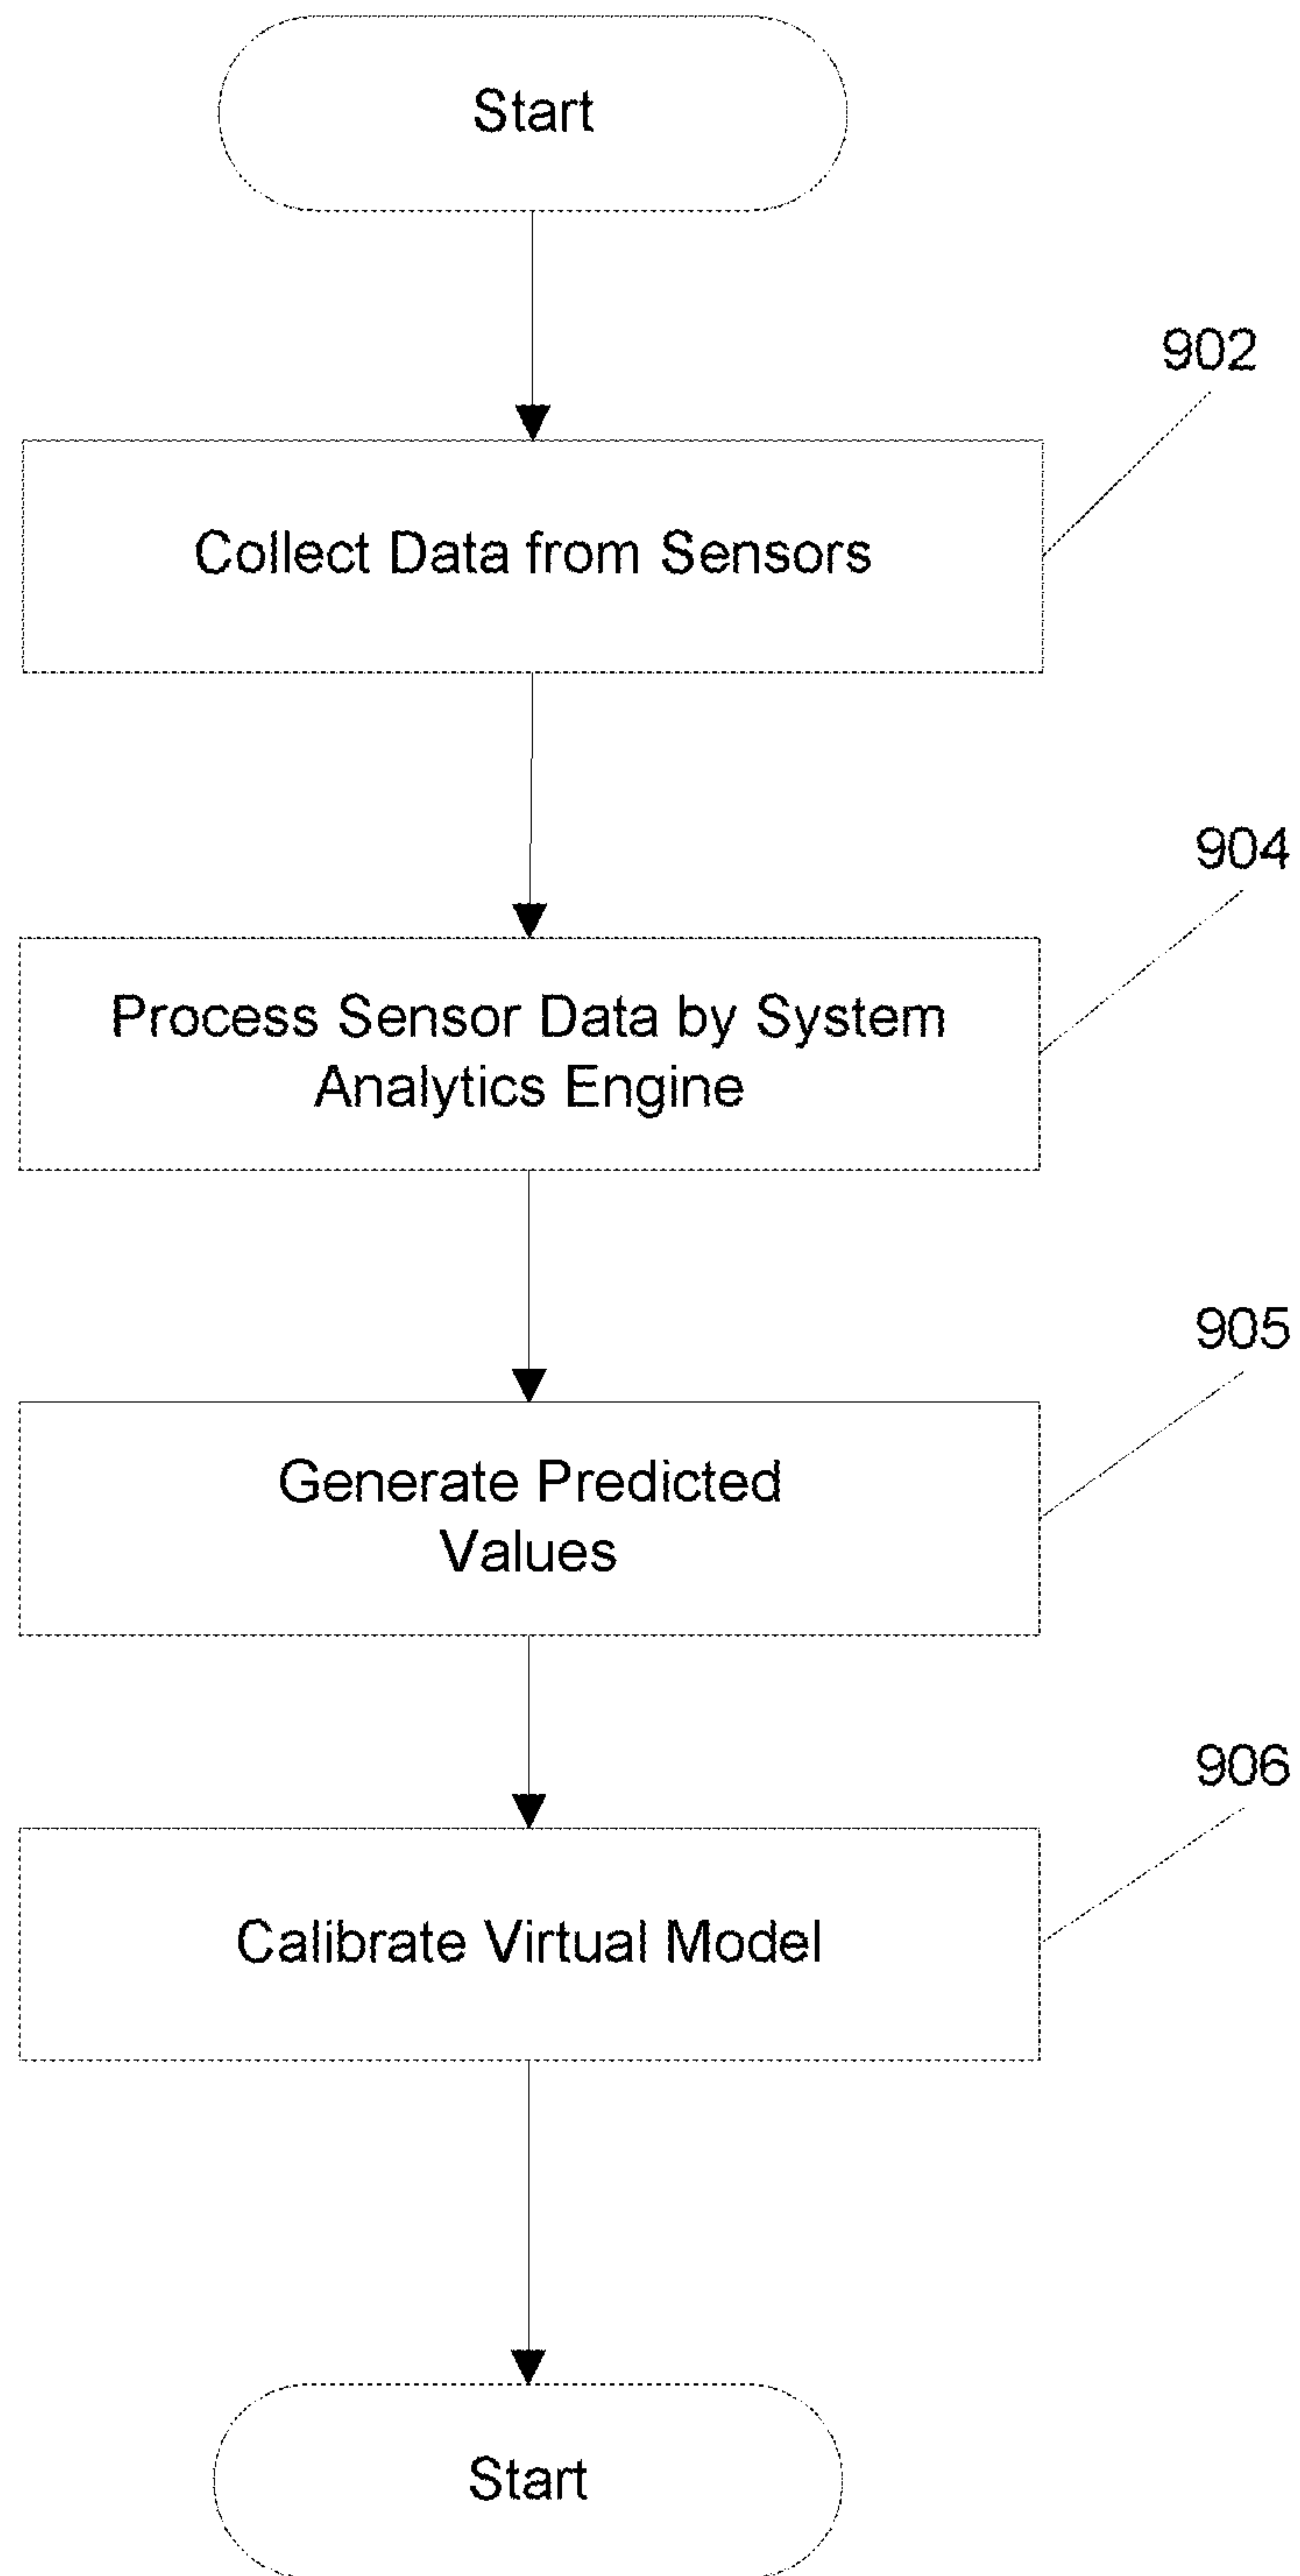 Start
902
Collect Data from Sensors
904
Process Sensor Data by System
Analytics Engine
905
Generate Predicted
Values
906
Calibrate Virtual Model
Start